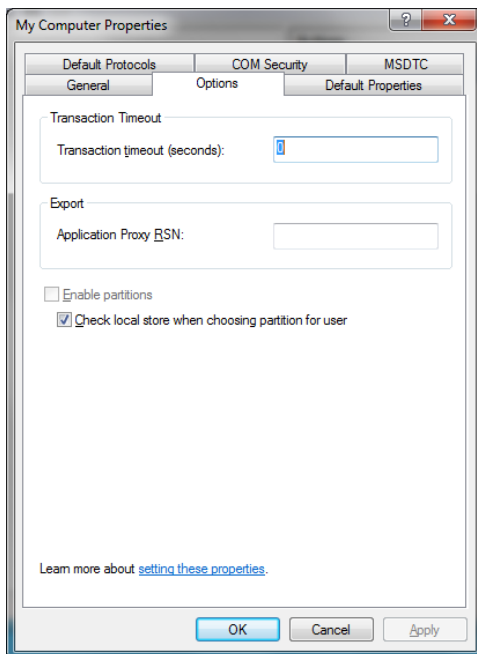 My Computer Properties
Default Protocols COM Security MSDTC
General Options Default Properties
Transaction Timeout
Transaction timeout (seconds): 0
Export
Application Proxy RSN:
Enable partitions
Check local store when choosing partition for user
Learn more about setting these properties.
OK Cancel Apply